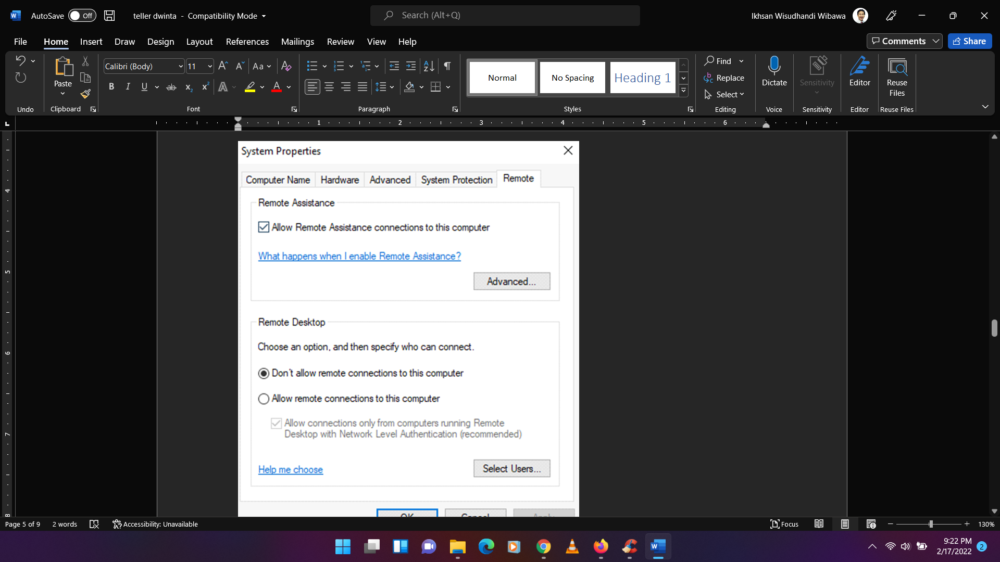 AutoSave Off teller dwinta - Compatibility Mode Search (Alt+Q) Ikhsan Wisudhandi Wibawa
File Home Insert Draw Design Layout References Mailings Review View Help Comments Share
Paste
Calibri (Body) 11 Aa
B I U ab x2 x2 A A
Normal No Spacing Heading 1
Find
Replace
Select
Dictate
Sensitivity
Editor
Reuse
Files
Undo Clipboard Font Paragraph Styles Editing Voice Sensitivity Editor Reuse Files
1 2 3 4 5 6
4
5
6
7
8
System Properties
Computer Name Hardware Advanced System Protection Remote
Remote Assistance
Allow Remote Assistance connections to this computer
What happens when I enable Remote Assistance?
Advanced...
Remote Desktop
Choose an option, and then specify who can connect.
Don't allow remote connections to this computer
Allow remote connections to this computer
Allow connections only from computers running Remote
Desktop with Network Level Authentication (recommended)
Help me choose Select Users...
OK Cancel Apply
Page 5 of 9 2 words Accessibility: Unavailable Focus 130%
9:22 PM
2/17/2022 2